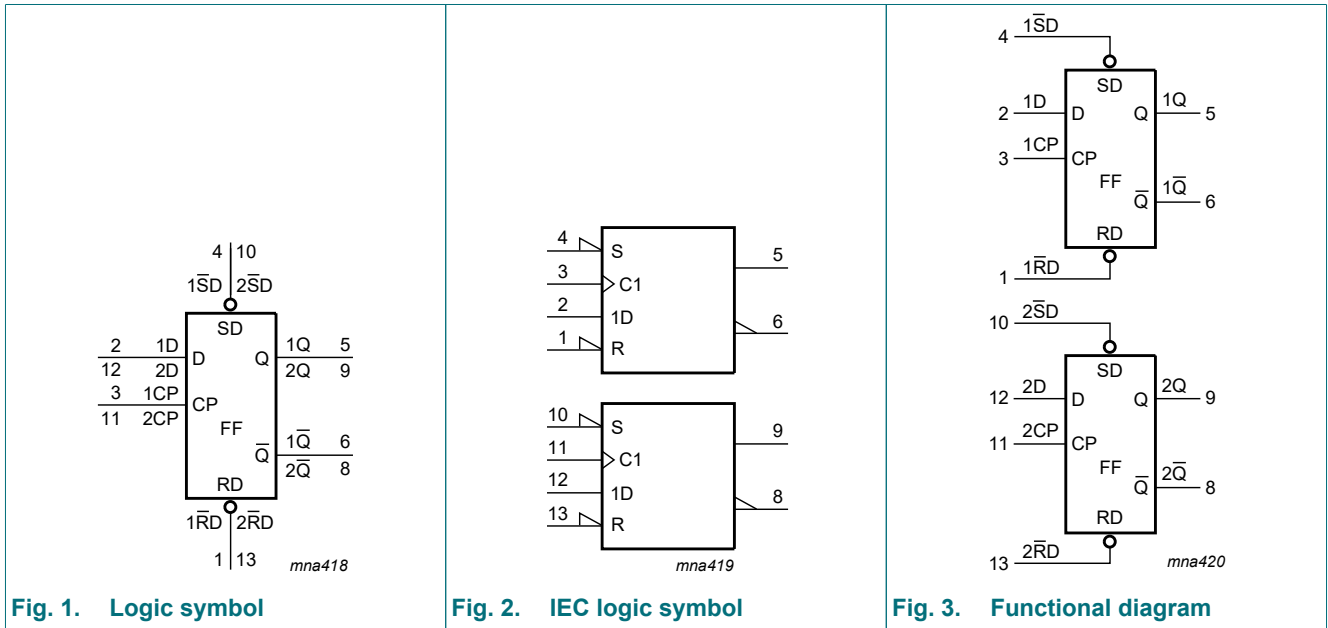 4 10
1S̅D 2S̅D
SD
2 1D D Q 1Q 5
12 2D 2Q 9
3 1CP CP
11 2CP
FF
Q̅ 1Q̅ 6
2Q̅ 8
RD
1R̅D 2R̅D
1 13
mna418
Fig. 1. Logic symbol
4 S 5
3 C1
2 1D 6
1 R
10 S 9
11 C1
12 1D 8
13 R
mna419
Fig. 2. IEC logic symbol
4 1S̅D
SD
2 1D D Q 1Q 5
3 1CP CP
FF
Q̅ 1Q̅ 6
RD
1 1R̅D
10 2S̅D
SD
12 2D D Q 2Q 9
11 2CP CP
FF
Q̅ 2Q̅ 8
RD
13 2R̅D
mna420
Fig. 3. Functional diagram